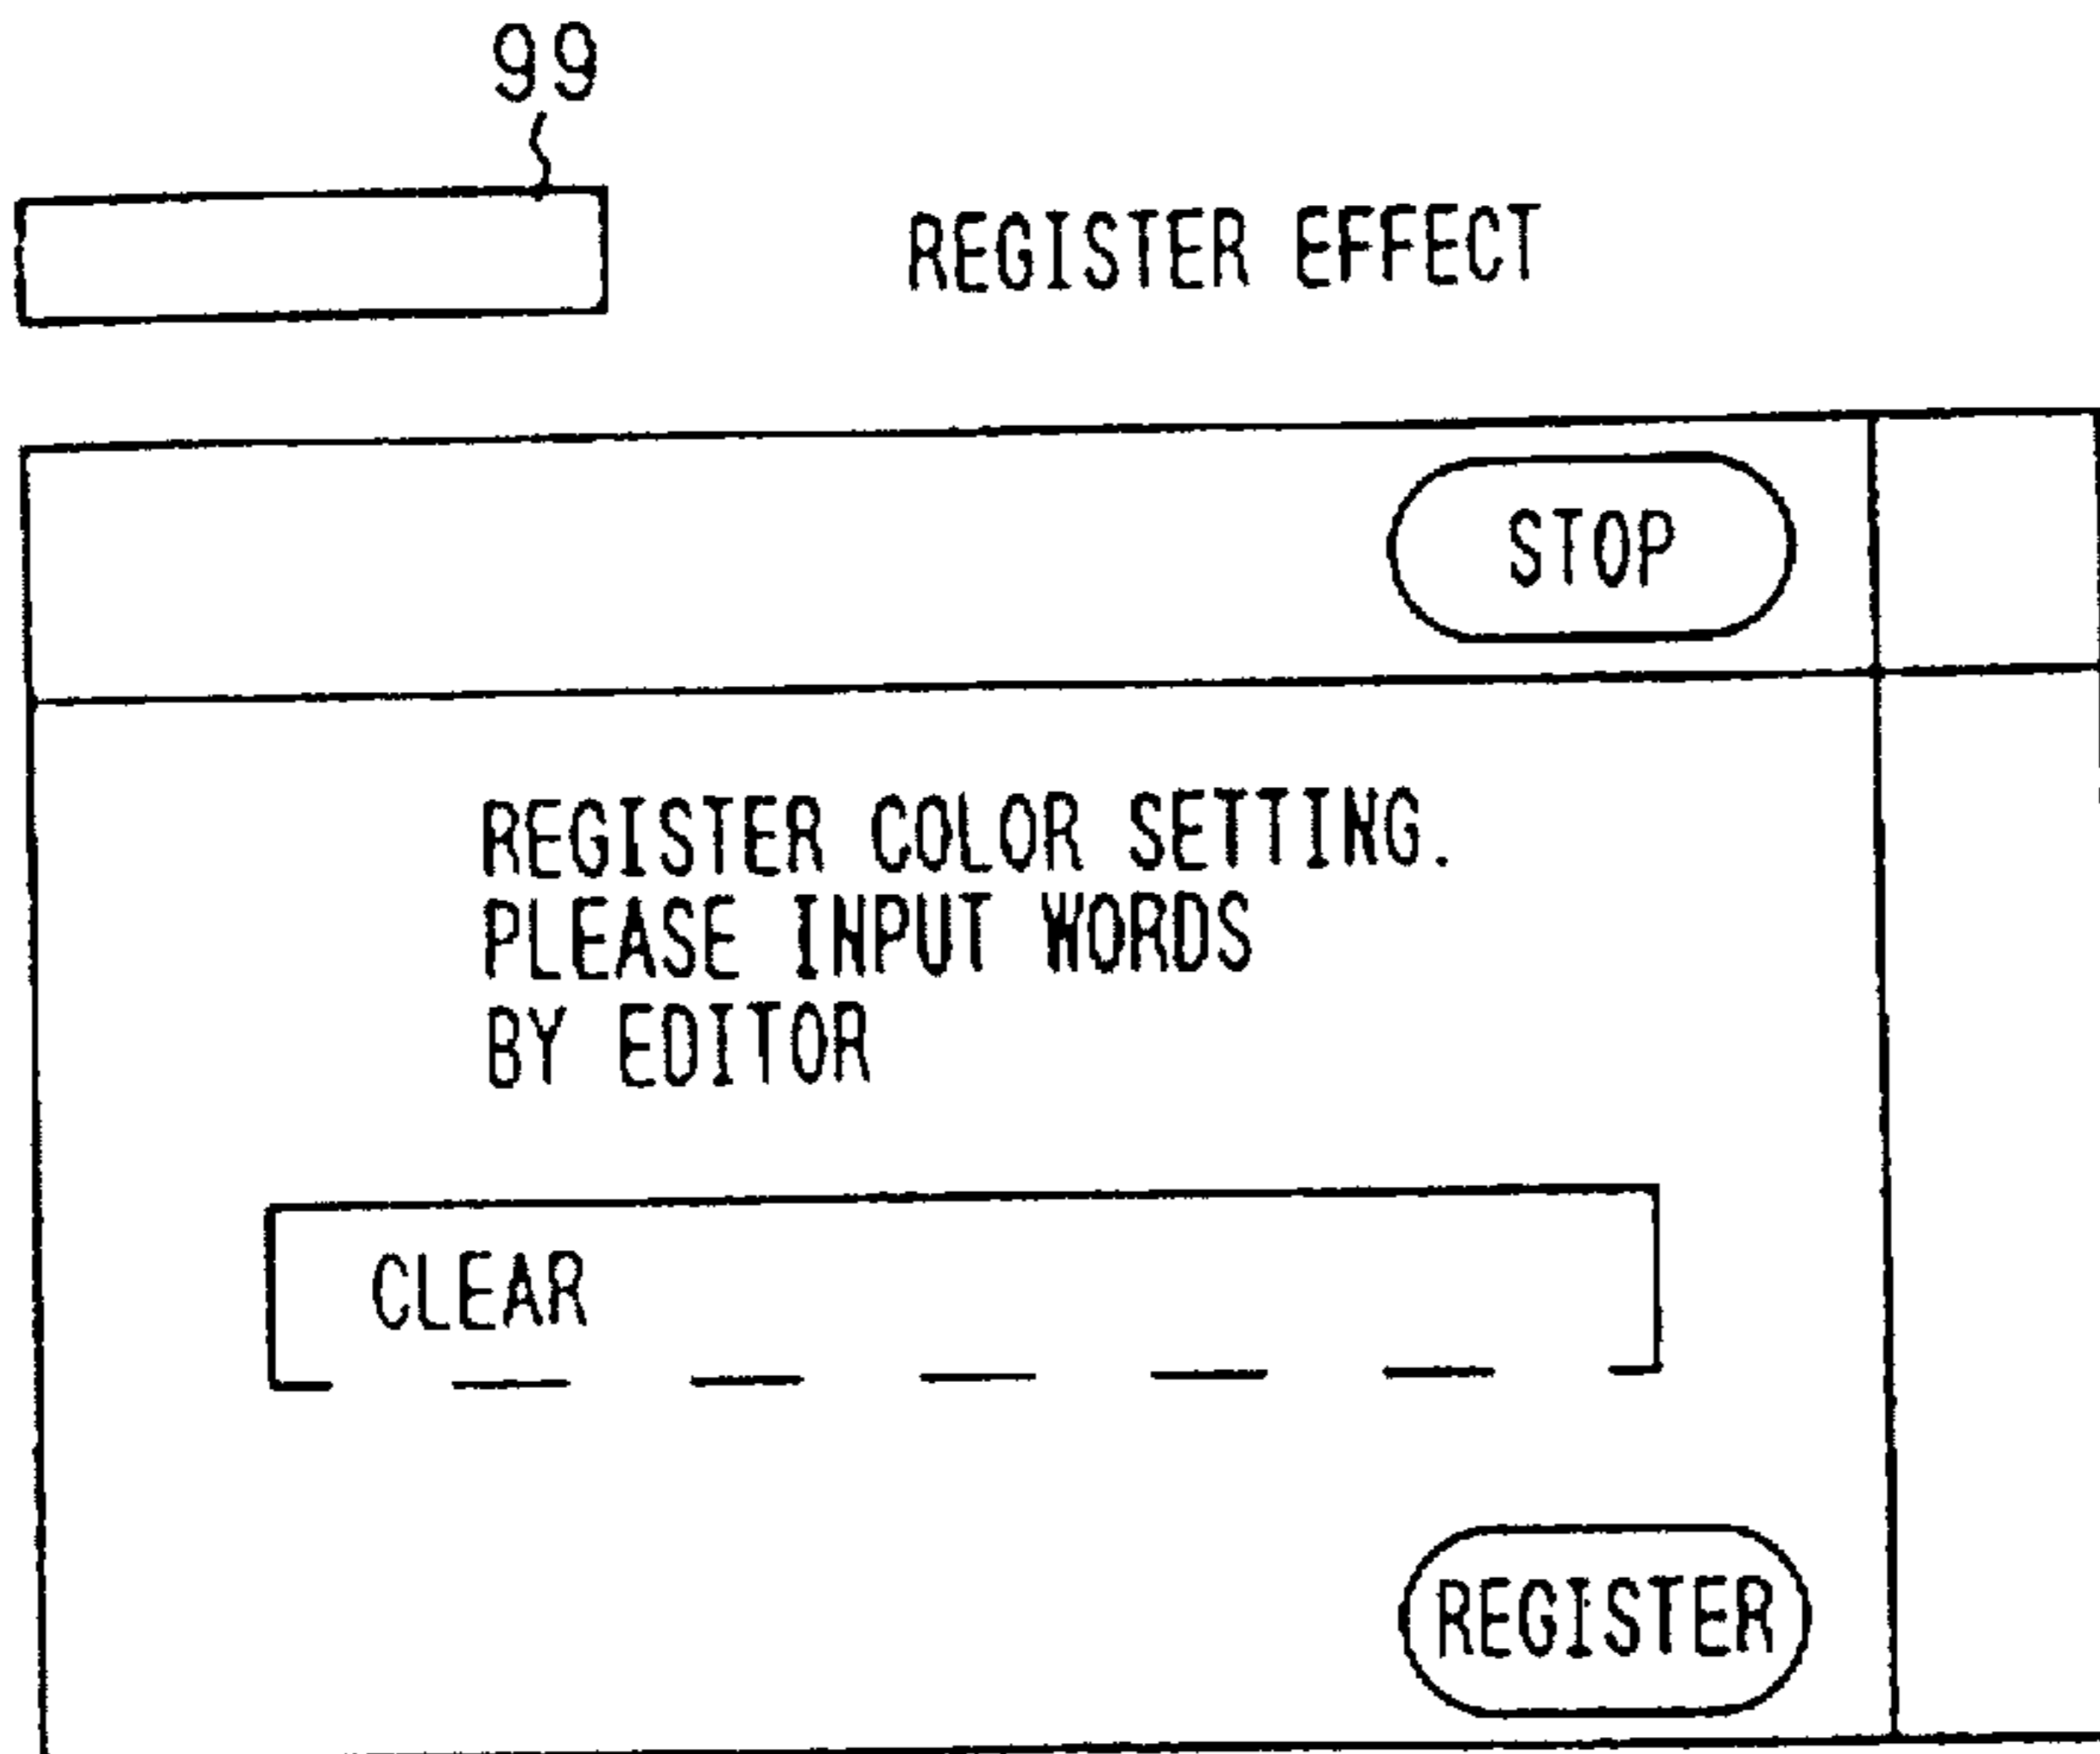 99
REGISTER EFFECT
STOP
REGISTER COLOR SETTING.
PLEASE INPUT WORDS
BY EDITOR
CLEAR
REGISTER